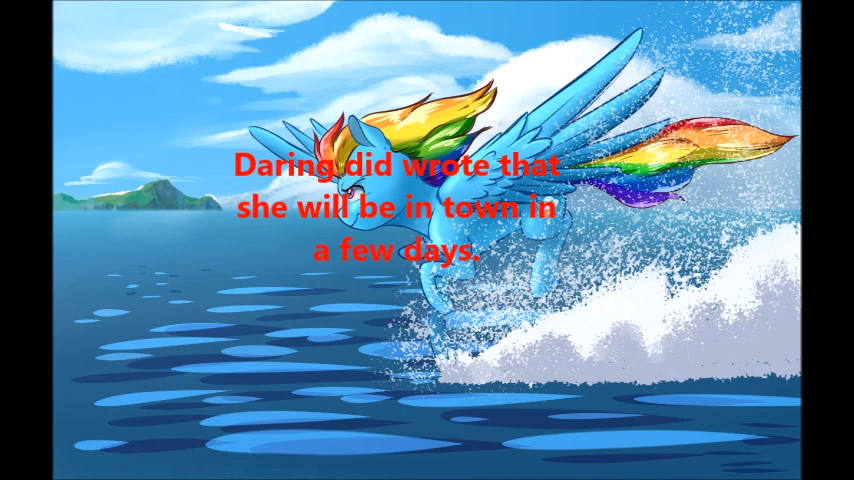 Daring did wrote that
she will be in town in
a few days.